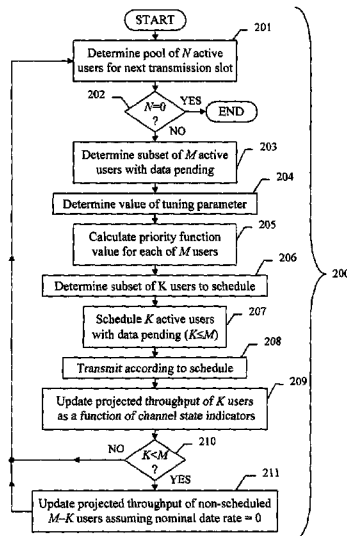 START
201
Determine pool of N active
users for next transmission slot
202
N=0
?
YES
END
NO
203
Determine subset of M active
users with data pending
204
Determine value of tuning parameter
205
Calculate priority function
value for each of M users
206
Determine subset of K users to schedule
207
Schedule K active users
with data pending (K≤M)
208
Transmit according to schedule
209
Update projected throughput of K users
as a function of channel state indicators
210
NO
K<M
?
YES
211
Update projected throughput of non-scheduled
M–K users assuming nominal date rate = 0
200